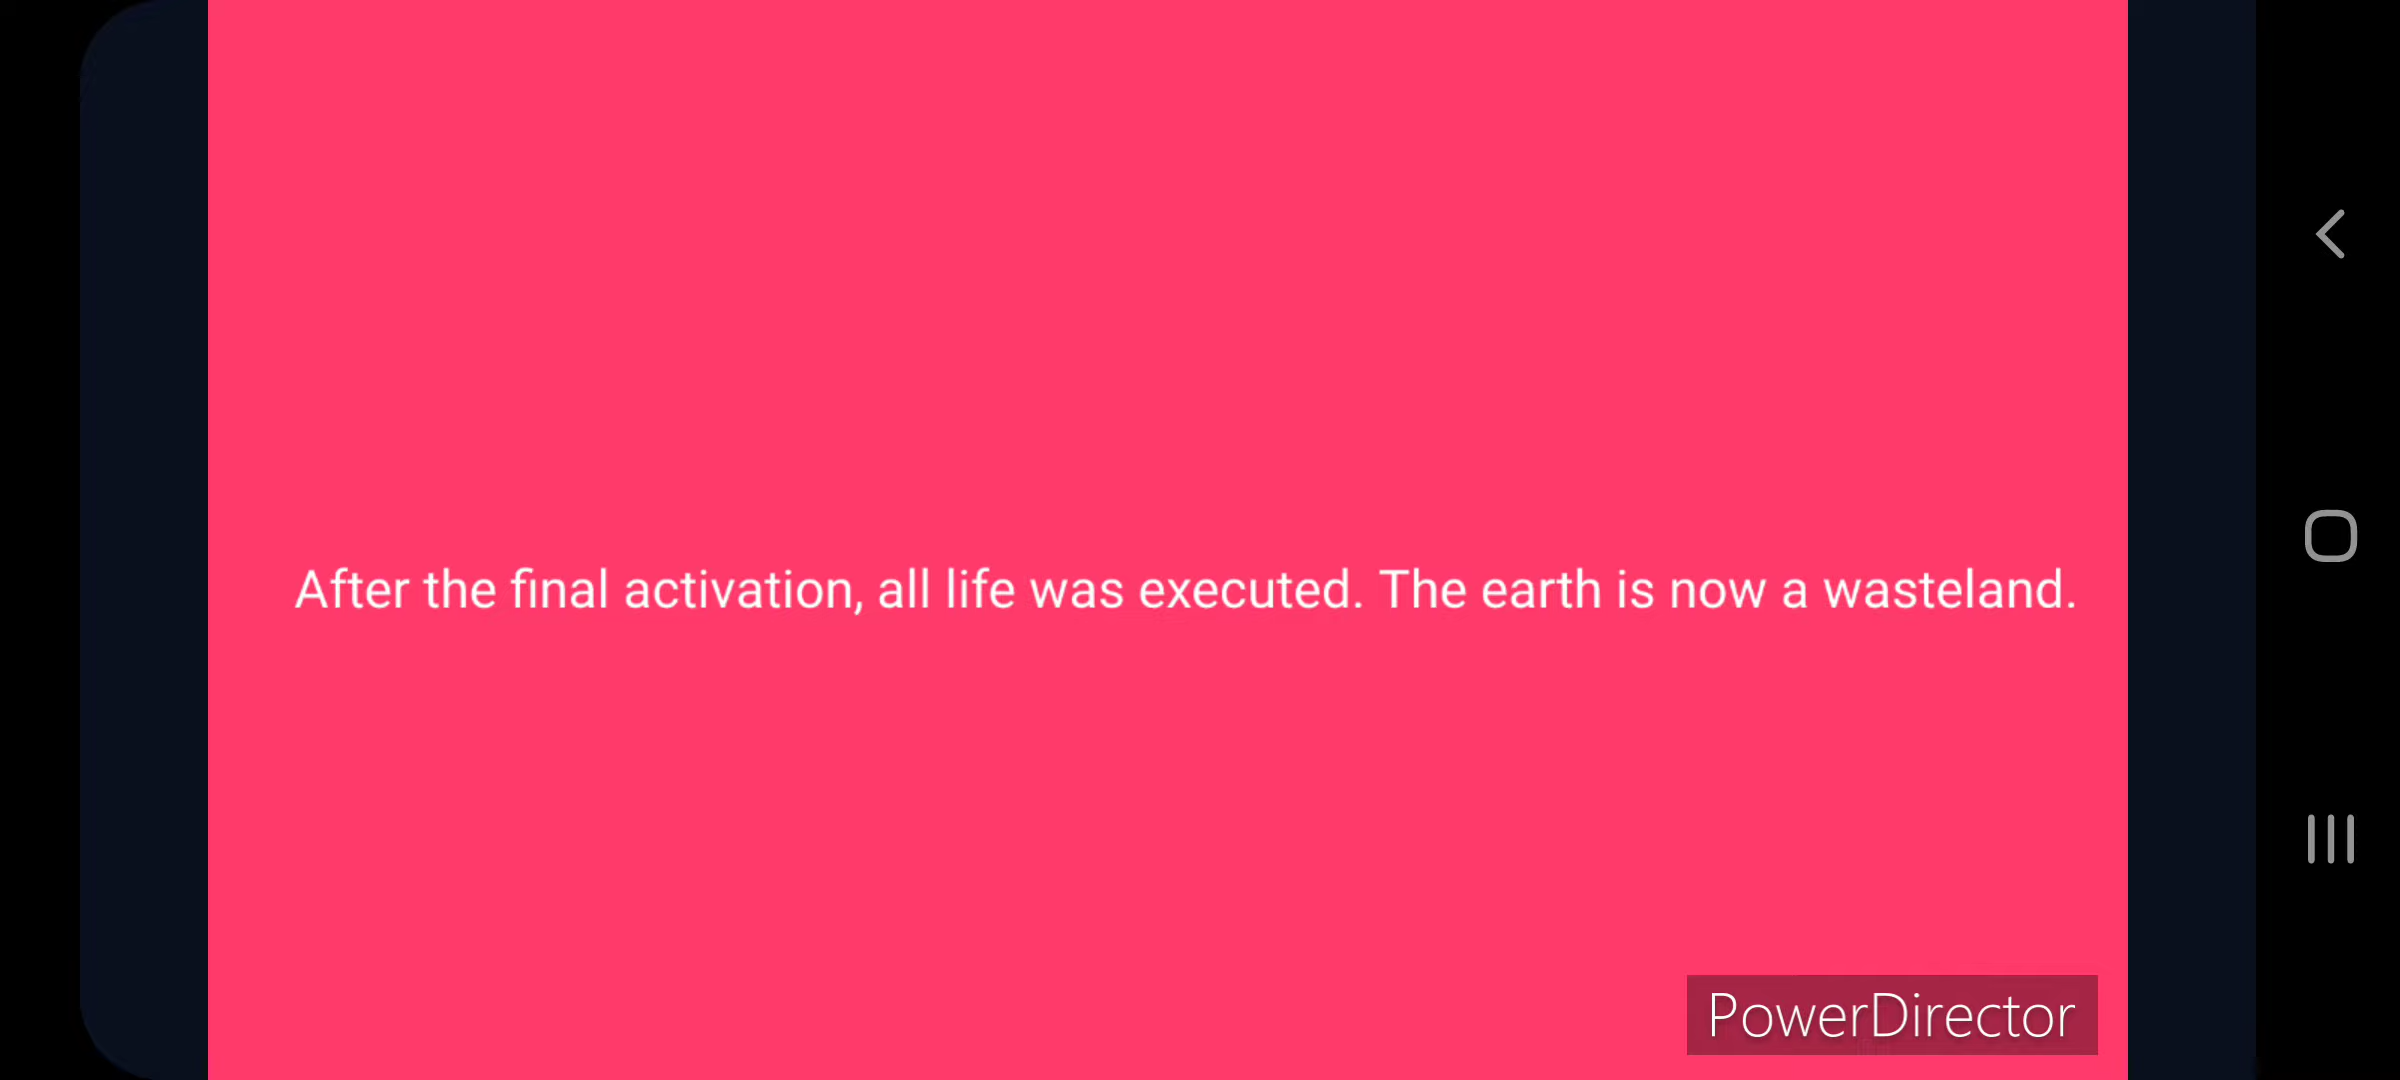 After the final activation, all life was executed. The earth is now a wasteland.
PowerDirector